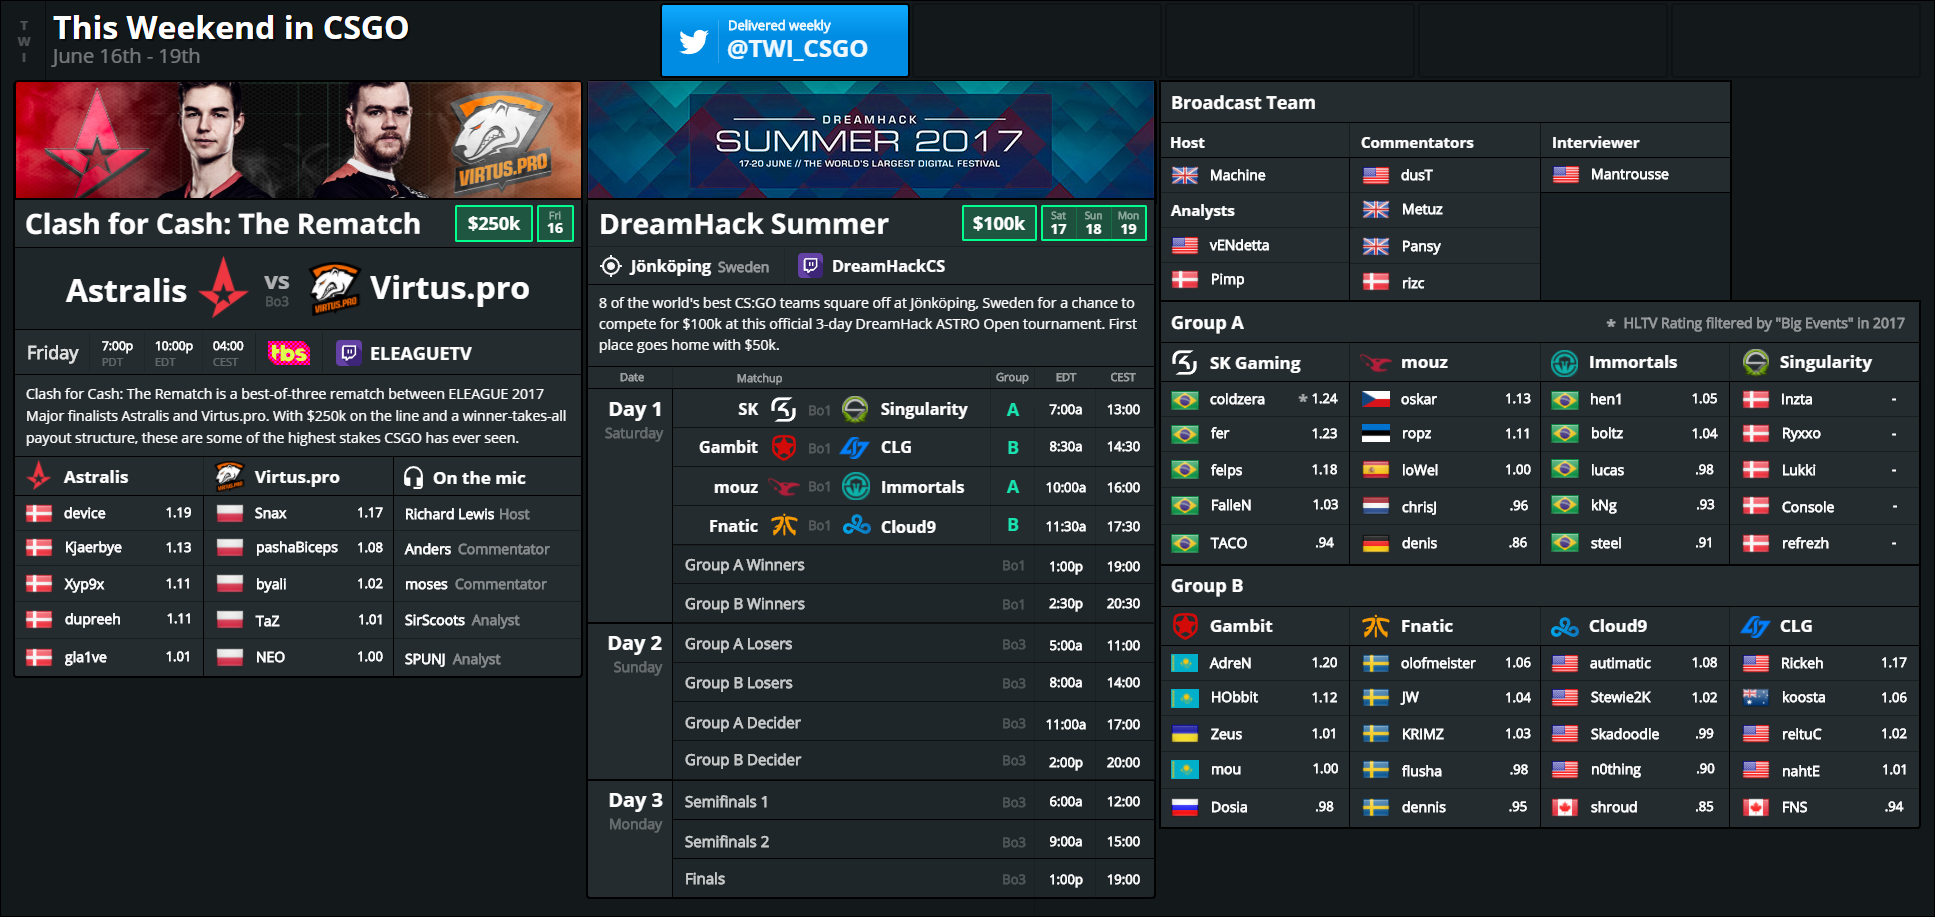 TWI
This Weekend in CSGO
June 16th - 19th
Delivered weekly
@TWI_CSGO
VIRTUS.PRO
Clash for Cash: The Rematch
$250k
Fri
16
Astralis
VS
Bo3
VIRTUS.PRO
Virtus.pro
Friday
7:00p
PDT
10:00p
EDT
04:00
CEST
tbs
ELEAGUETV
Clash for Cash: The Rematch is a best-of-three rematch between ELEAGUE 2017
Major finalists Astralis and Virtus.pro. With $250k on the line and a winner-takes-all
payout structure, these are some of the highest stakes CSGO has ever seen.
Astralis
device 1.19
Kjaerbye 1.13
Xyp9x 1.11
dupreeh 1.11
gla1ve 1.01
Virtus.pro
Snax 1.17
pashaBiceps 1.08
byali 1.02
TaZ 1.01
NEO 1.00
On the mic
Richard Lewis Host
Anders Commentator
moses Commentator
SirScoots Analyst
SPUNJ Analyst
DREAMHACK
SUMMER 2017
17-20 JUNE // THE WORLD'S LARGEST DIGITAL FESTIVAL
DreamHack Summer
$100k
Sat
17
Sun
18
Mon
19
Jönköping Sweden
DreamHackCS
8 of the world's best CS:GO teams square off at Jönköping, Sweden for a chance to
compete for $100k at this official 3-day DreamHack ASTRO Open tournament. First
place goes home with $50k.
Date Matchup Group EDT CEST
Day 1
Saturday
SK Bo1 Singularity A 7:00a 13:00
Gambit Bo1 CLG B 8:30a 14:30
mouz Bo1 Immortals A 10:00a 16:00
Fnatic Bo1 Cloud9 B 11:30a 17:30
Group A Winners Bo1 1:00p 19:00
Group B Winners Bo1 2:30p 20:30
Day 2
Sunday
Group A Losers Bo3 5:00a 11:00
Group B Losers Bo3 8:00a 14:00
Group A Decider Bo3 11:00a 17:00
Group B Decider Bo3 2:00p 20:00
Day 3
Monday
Semifinals 1 Bo3 6:00a 12:00
Semifinals 2 Bo3 9:00a 15:00
Finals Bo3 1:00p 19:00
Broadcast Team
Host
Machine
Analysts
vENdetta
Pimp
Commentators
dusT
Metuz
Pansy
rizc
Interviewer
Mantrousse
Group A
* HLTV Rating filtered by "Big Events" in 2017
SK Gaming
coldzera * 1.24
fer 1.23
felps 1.18
FalleN 1.03
TACO .94
mouz
oskar 1.13
ropz 1.11
loWel 1.00
chrisJ .96
denis .86
Immortals
hen1 1.05
boltz 1.04
lucas .98
kNg .93
steel .91
Singularity
Inzta -
Ryxxo -
Lukki -
Console -
refrezh -
Group B
Gambit
AdreN 1.20
HObbit 1.12
Zeus 1.01
mou 1.00
Dosia .98
Fnatic
olofmeister 1.06
JW 1.04
KRIMZ 1.03
flusha .98
dennis .95
Cloud9
autimatic 1.08
Stewie2K 1.02
Skadoodle .99
n0thing .90
shroud .85
CLG
Rickeh 1.17
koosta 1.06
reltuC 1.02
nahtE 1.01
FNS .94